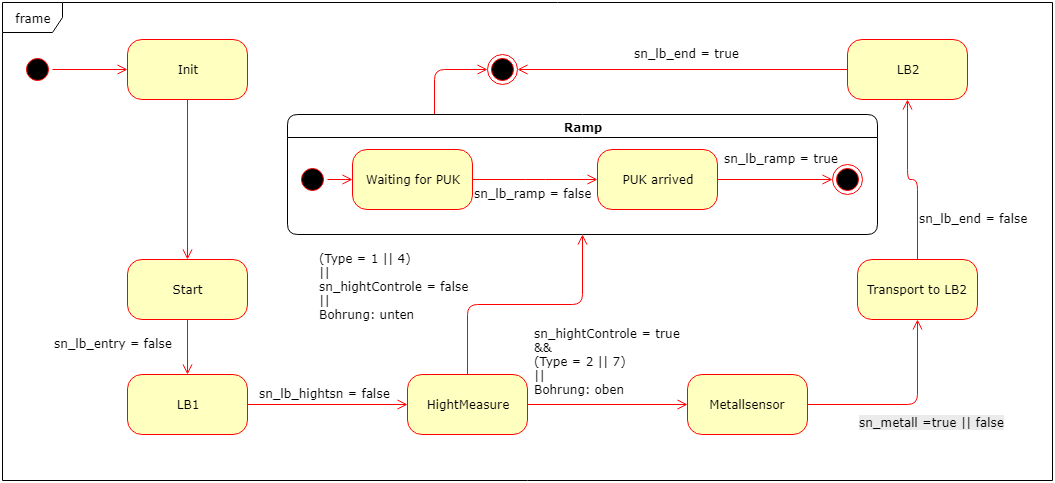 frame
Init
sn_lb_end = true
LB2
Ramp
Waiting for PUK
sn_lb_ramp = false
PUK arrived
sn_lb_ramp = true
sn_lb_end = false
Start
(Type = 1 || 4)
||
sn_hightControle = false
||
Bohrung: unten
Transport to LB2
sn_lb_entry = false
sn_hightControle = true
&&
(Type = 2 || 7)
||
Bohrung: oben
LB1
sn_lb_hightsn = false
HightMeasure
Metallsensor
sn_metall =true || false